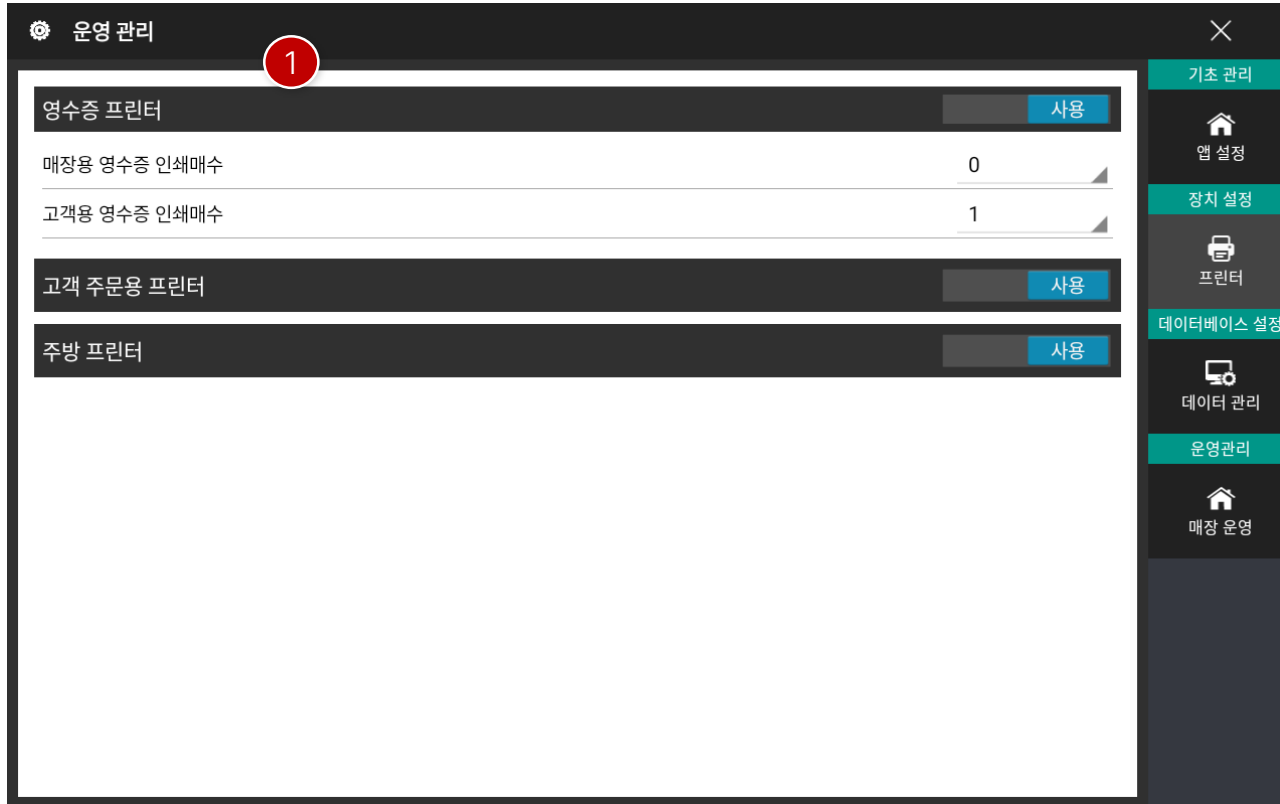 운영 관리
1
영수증 프린터 사용
매장용 영수증 인쇄매수 0
고객용 영수증 인쇄매수 1
고객 주문용 프린터 사용
주방 프린터 사용
기초 관리
앱 설정
장치 설정
프린터
데이터베이스 설정
데이터 관리
운영관리
매장 운영